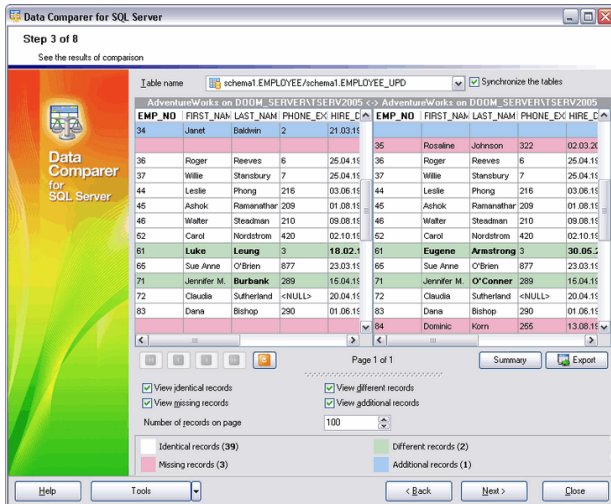 Data Comparer for SQL Server
Step 3 of 8
See the results of comparison
Data
Comparer
for
SQL Server
Table name schema1.EMPLOYEE/schema1.EMPLOYEE_UPD Synchronize the tables
AdventureWorks on DOOM_SERVER\TSERV2005 <-> AdventureWorks on DOOM_SERVER\TSERV2005
EMP_NO FIRST_NAM LAST_NAM PHONE_EX HIRE_D EMP_NO FIRST_NAM LAST_NAM PHONE_EX HIRE_D
34 Janet Baldwin 2 21.03.19
35 Rosaline Johnson 322 02.03.20
36 Roger Reeves 6 25.04.19 36 Roger Reeves 6 25.04.19
37 Willie Stansbury 7 25.04.19 37 Willie Stansbury 7 25.04.19
44 Leslie Phong 216 03.06.19 44 Leslie Phong 216 03.06.19
45 Ashok Ramanathar 209 01.08.19 45 Ashok Ramanathar 209 01.08.19
46 Walter Steadman 210 09.08.19 46 Walter Steadman 210 09.08.19
52 Carol Nordstrom 420 02.10.19 52 Carol Nordstrom 420 02.10.19
61 Luke Leung 3 18.02.1 61 Eugene Armstrong 3 30.05.2
65 Sue Anne O'Brien 877 23.03.19 65 Sue Anne O'Brien 877 23.03.19
71 Jennifer M. Burbank 289 15.04.19 71 Jennifer M. O'Conner 289 15.04.19
72 Claudia Sutherland <NULL> 20.04.19 72 Claudia Sutherland <NULL> 20.04.19
83 Dana Bishop 290 01.06.19 83 Dana Bishop 290 01.06.19
84 Dominic Korn 255 13.08.19
Page 1 of 1 Summary Export
View identical records View different records
View missing records View additional records
Number of records on page 100
Identical records (39) Different records (2)
Missing records (3) Additional records (1)
Help Tools < Back Next > Close